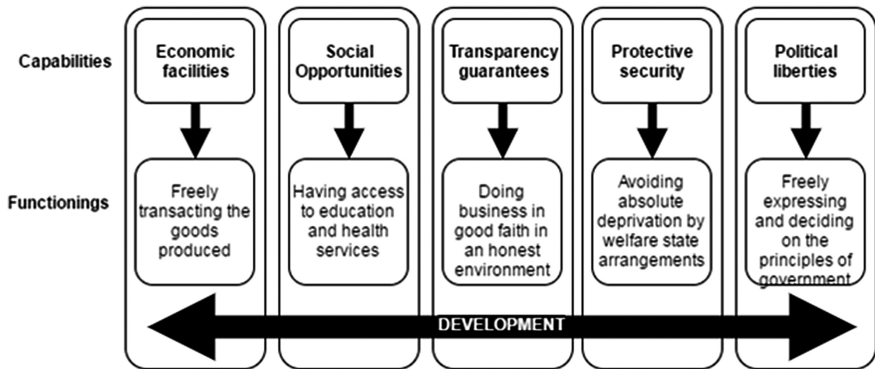 Capabilities
Economic
facilities
Social
Opportunities
Transparency
guarantees
Protective
security
Political
liberties
Functionings
Freely
transacting the
goods
produced
Having access
to education
and health
services
Doing
business in
good faith in
an honest
environment
Avoiding
absolute
deprivation by
welfare state
arrangements
Freely
expressing
and deciding
on the
principles of
government
DEVELOPMENT